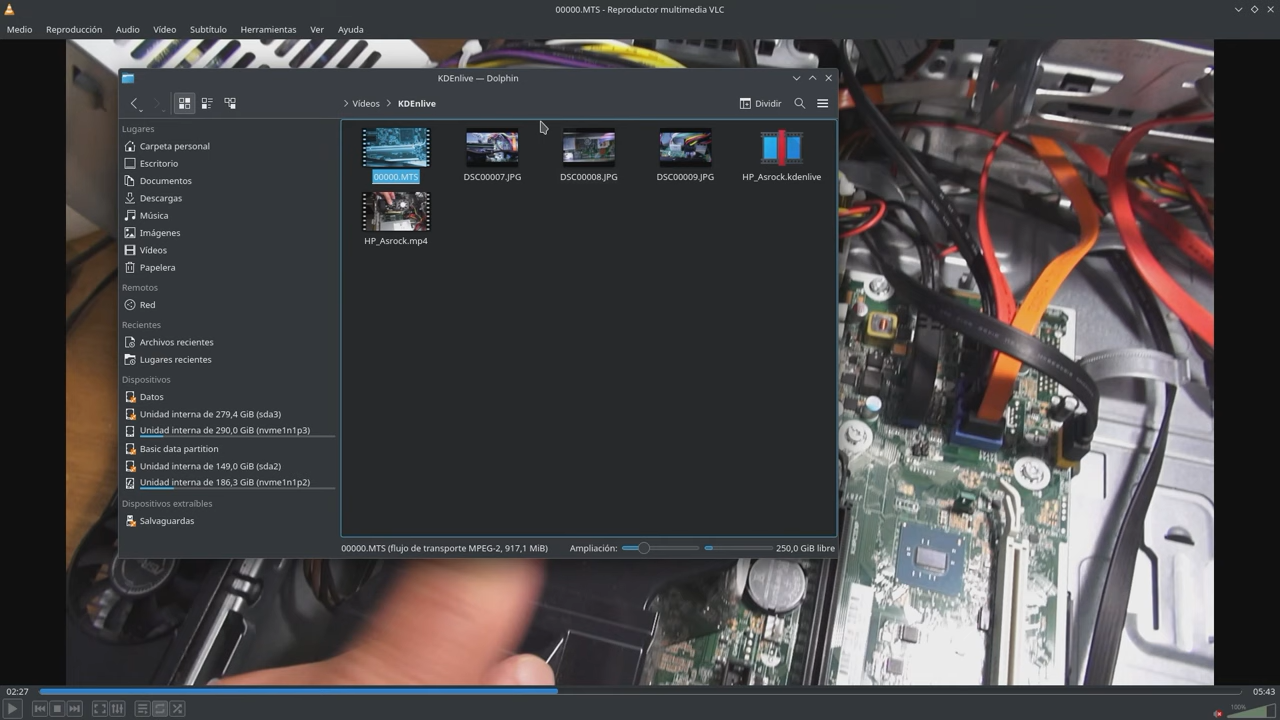 00000.MTS - Reproductor multimedia VLC
Medio Reproducción Audio Vídeo Subtítulo Herramientas Ver Ayuda
KDEnlive — Dolphin
Vídeos KDEnlive Dividir
Lugares
Carpeta personal
Escritorio
Documentos
Descargas
Música
Imágenes
Vídeos
Papelera
Remotos
Red
Recientes
Archivos recientes
Lugares recientes
Dispositivos
Datos
Unidad interna de 279,4 GiB (sda3)
Unidad interna de 290,0 GiB (nvme1n1p3)
Basic data partition
Unidad interna de 149,0 GiB (sda2)
Unidad interna de 186,3 GiB (nvme1n1p2)
Dispositivos extraíbles
Salvaguardas
00000.MTS DSC00007.JPG DSC00008.JPG DSC00009.JPG HP_Asrock.kdenlive
HP_Asrock.mp4
00000.MTS (flujo de transporte MPEG-2, 917,1 MiB) Ampliación: 250,0 GiB libre
02:27 05:43
100%